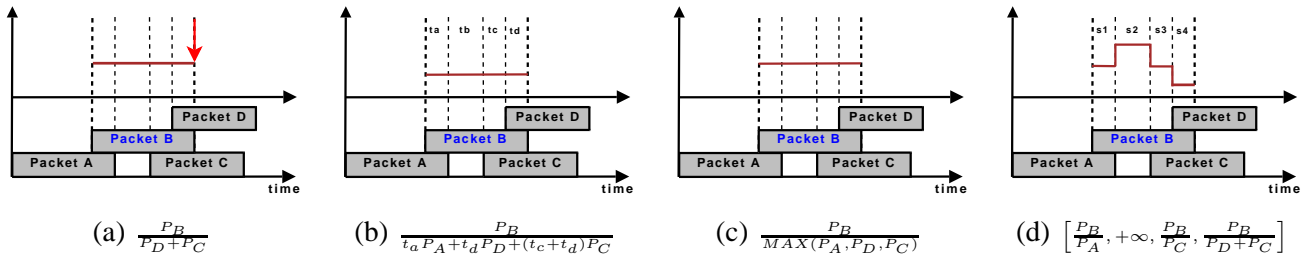 ta tb tc td
s1 s2 s3 s4
Packet D
Packet B
Packet A
Packet C
time
Packet D
Packet B
Packet A
Packet C
time
Packet D
Packet B
Packet A
Packet C
time
Packet D
Packet B
Packet A
Packet C
time
(a) P_B / (P_D+P_C)
(b) P_B / (t_a P_A+t_d P_D+(t_c+t_d)P_C)
(c) P_B / MAX(P_A,P_D,P_C)
(d) [P_B/P_A, +∞, P_B/P_C, P_B/(P_D+P_C)]